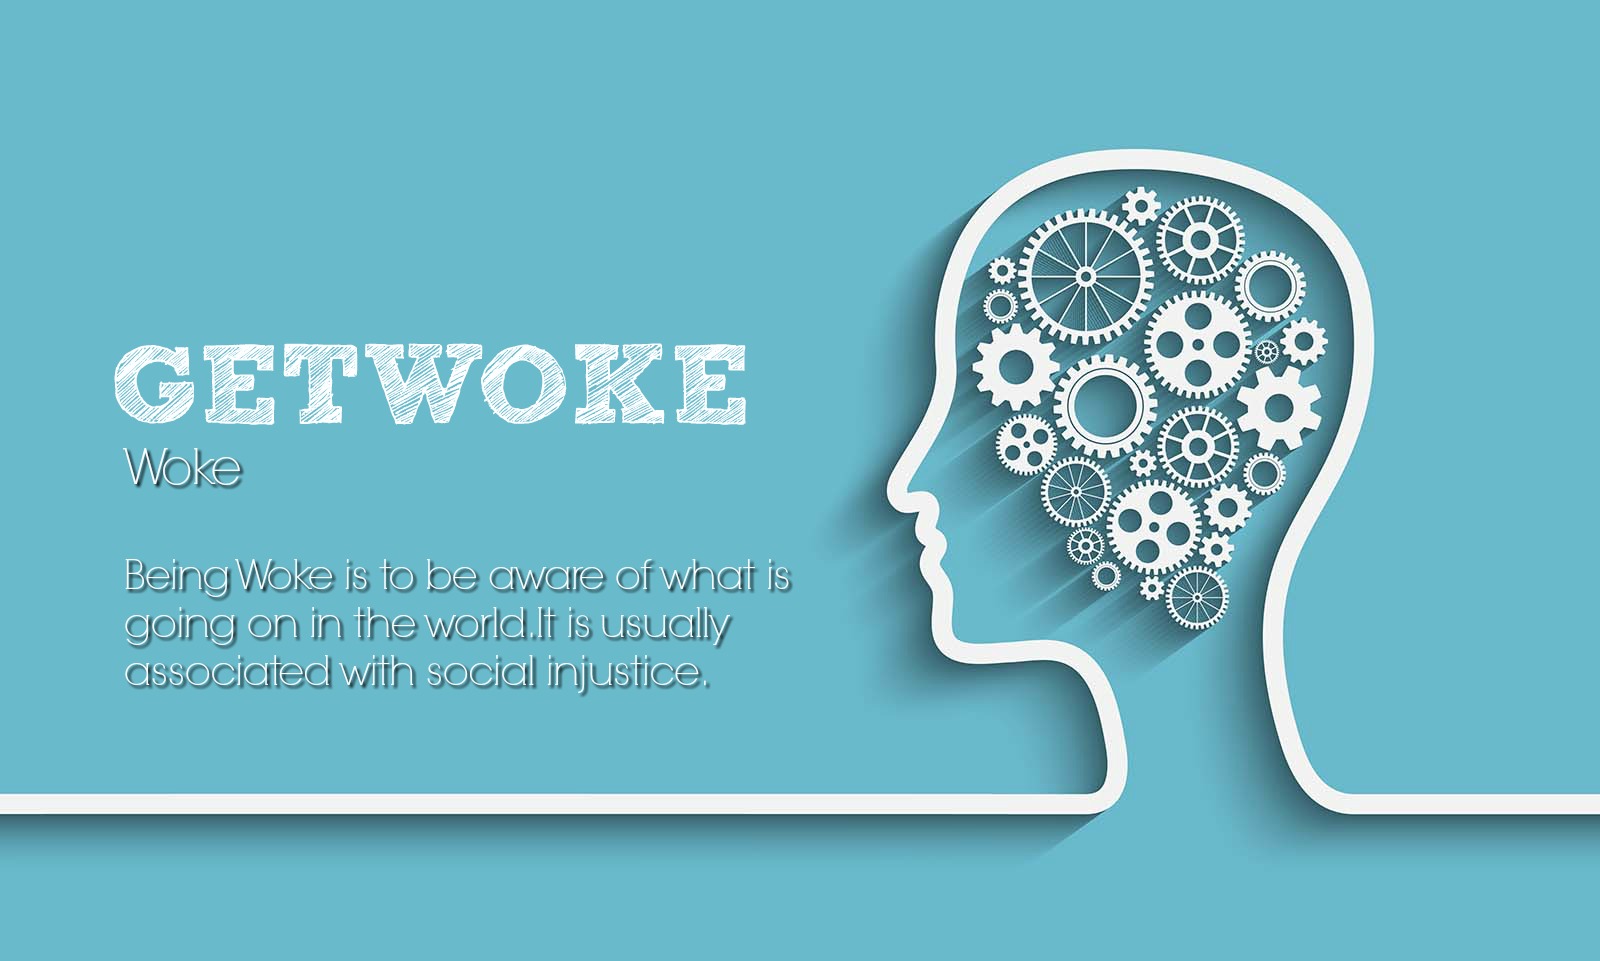 GETWOKE
Woke
Being Woke is to be aware of what is
going on in the world.It is usually
associated with social injustice.